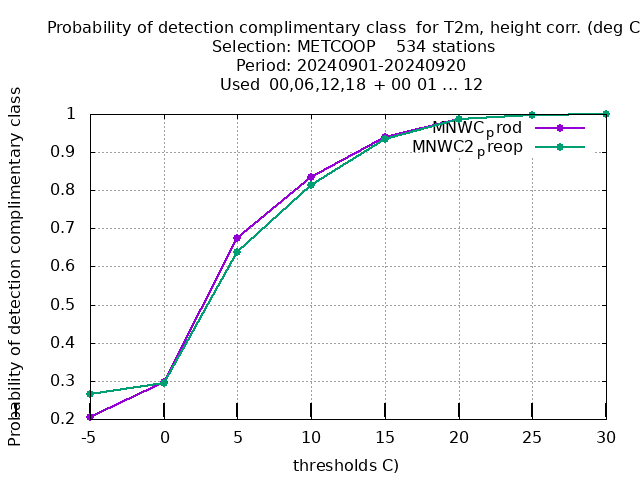 Probability of detection complimentary class  for T2m, height corr. (deg C
Selection: METCOOP    534 stations
Period: 20240901-20240920
Used  00,06,12,18  + 00 01 ... 12
Probability of detection complimentary class
1
0.9
0.8
0.7
0.6
0.5
0.4
0.3
0.2
MNWCprod
MNWC2preop
-5 0 5 10 15 20 25 30
thresholds C)